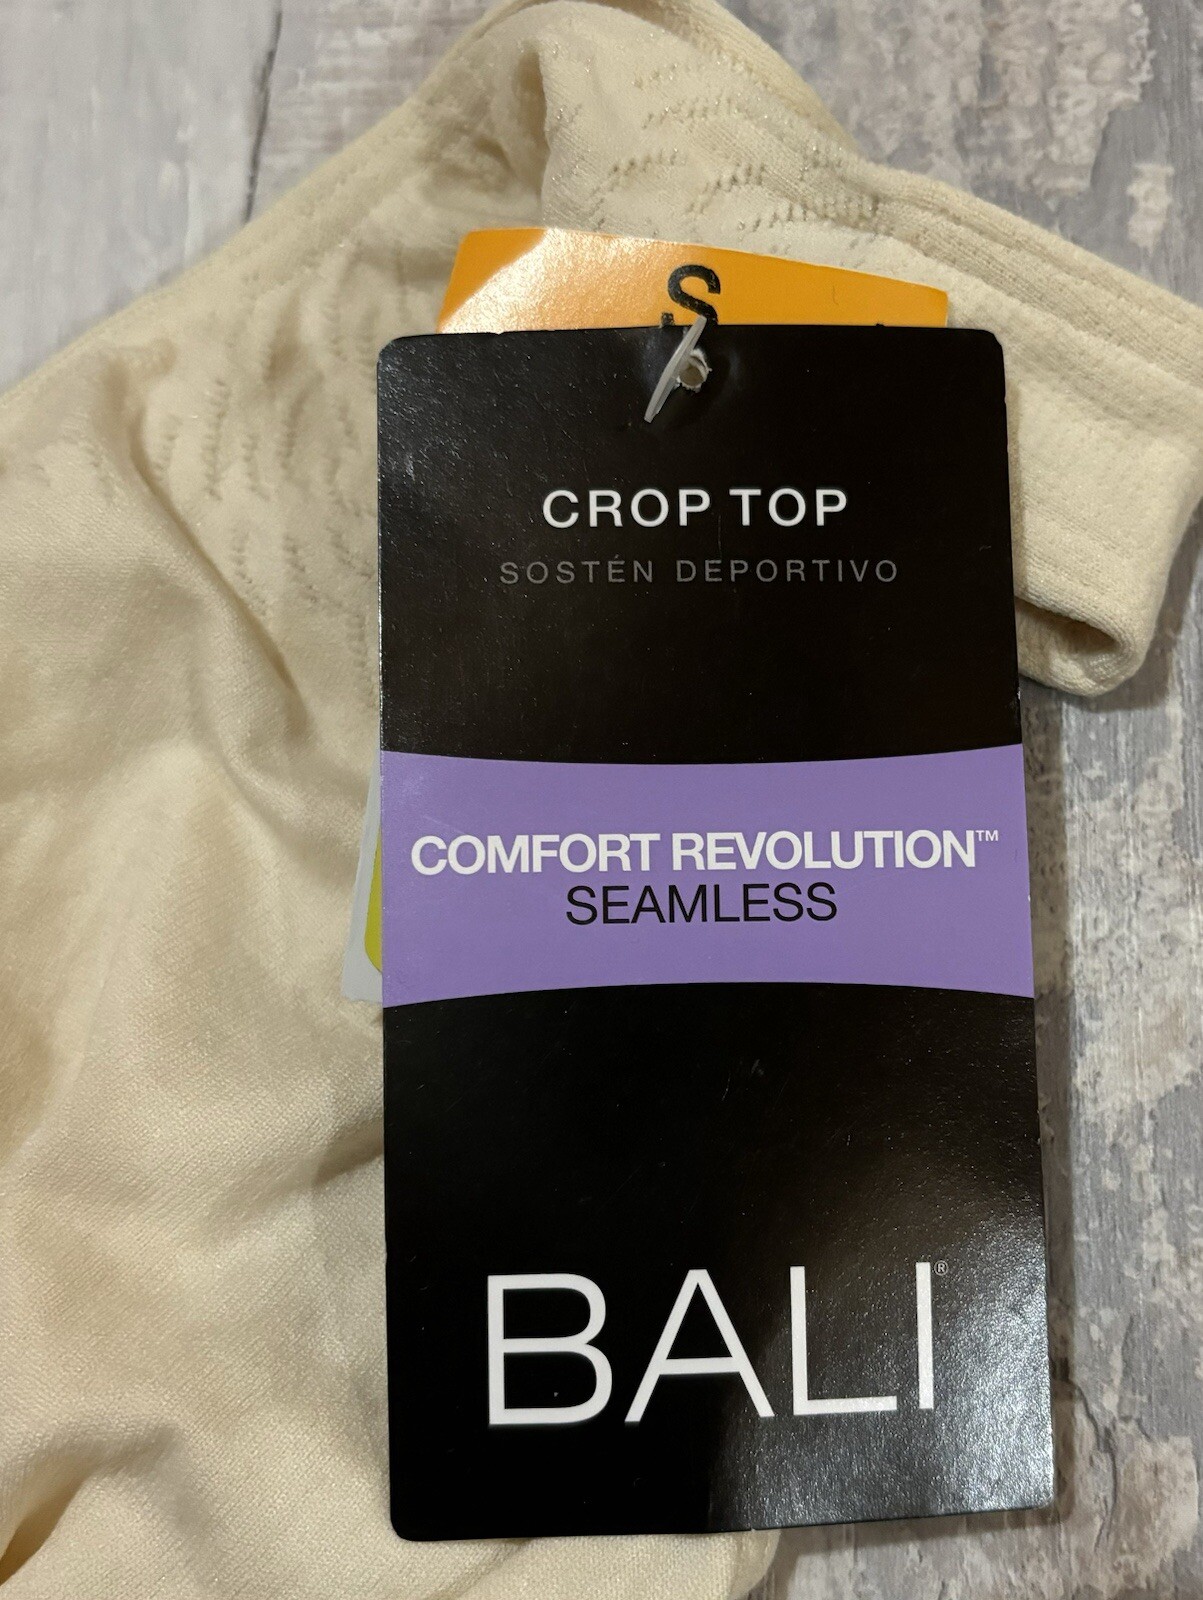 S
CROP TOP
SOSTÉN DEPORTIVO
COMFORT REVOLUTION™
SEAMLESS
BALI®